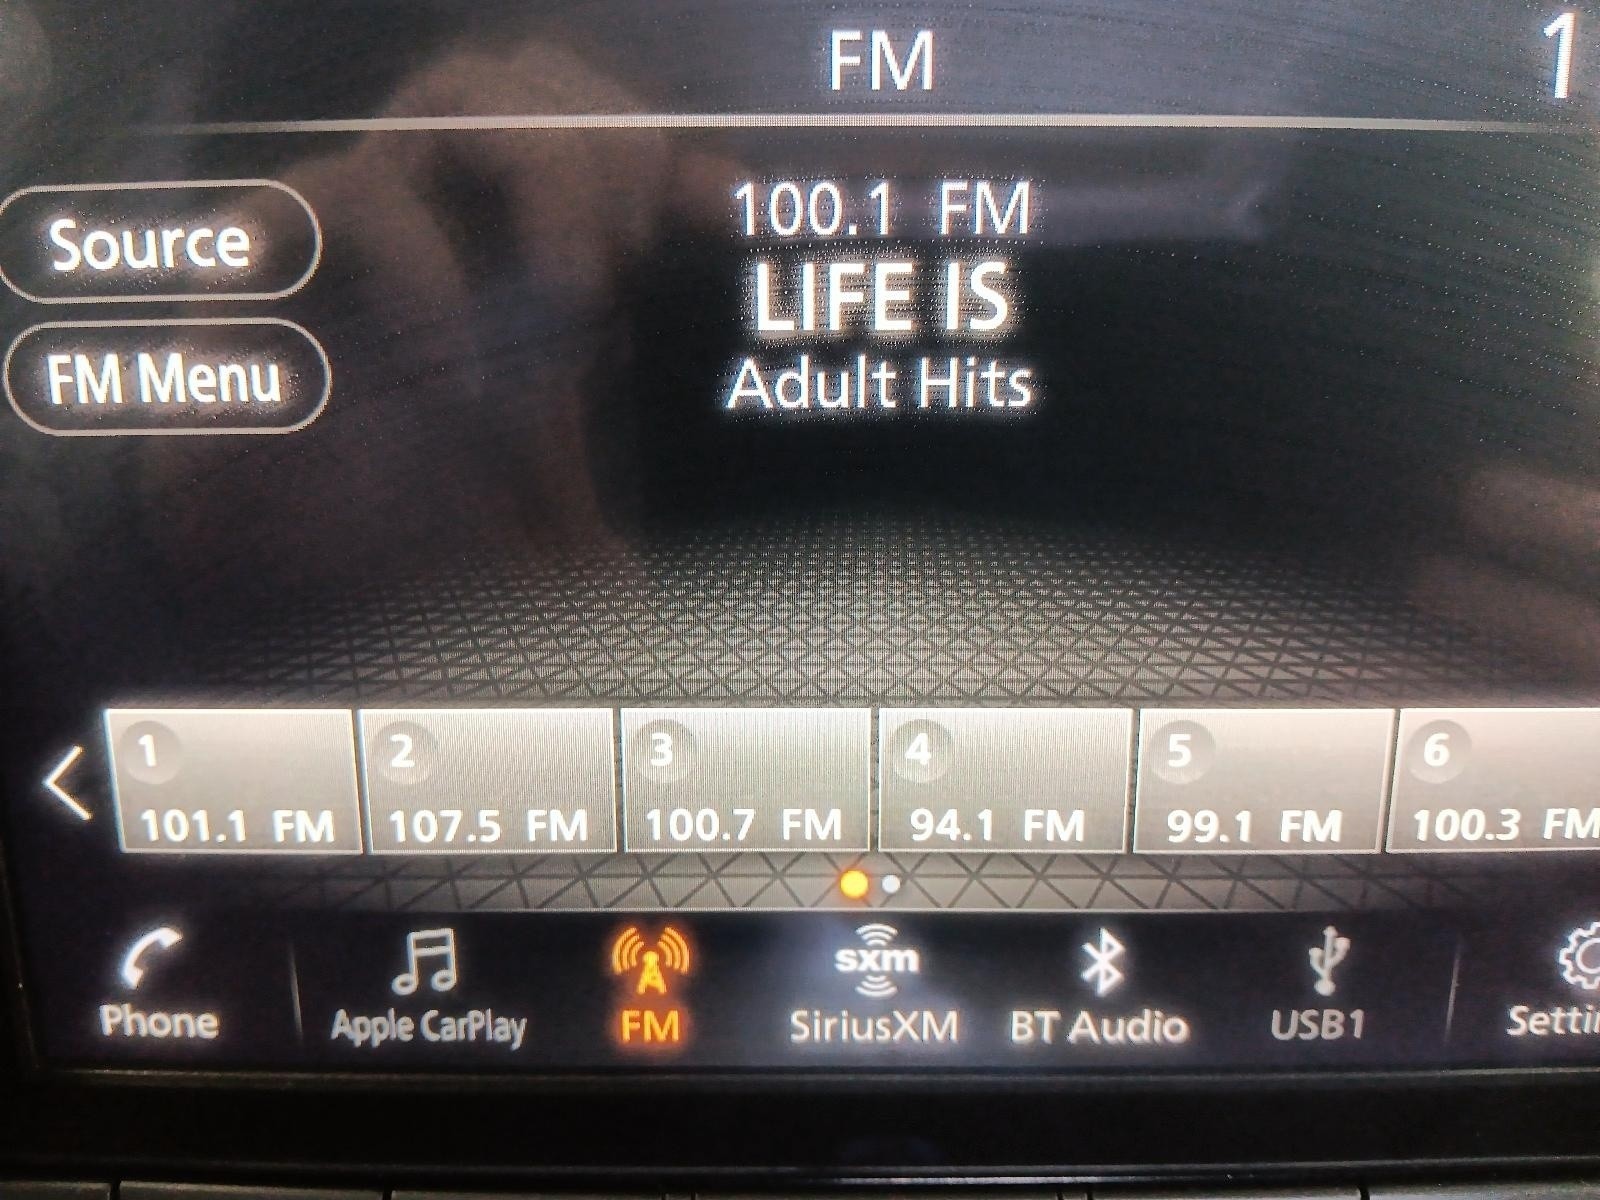 FM
1
Source
100.1 FM
LIFE IS
FM Menu
Adult Hits
1 2 3 4 5 6
101.1 FM 107.5 FM 100.7 FM 94.1 FM 99.1 FM 100.3 FM
sxm
Phone Apple CarPlay FM SiriusXM BT Audio USB1